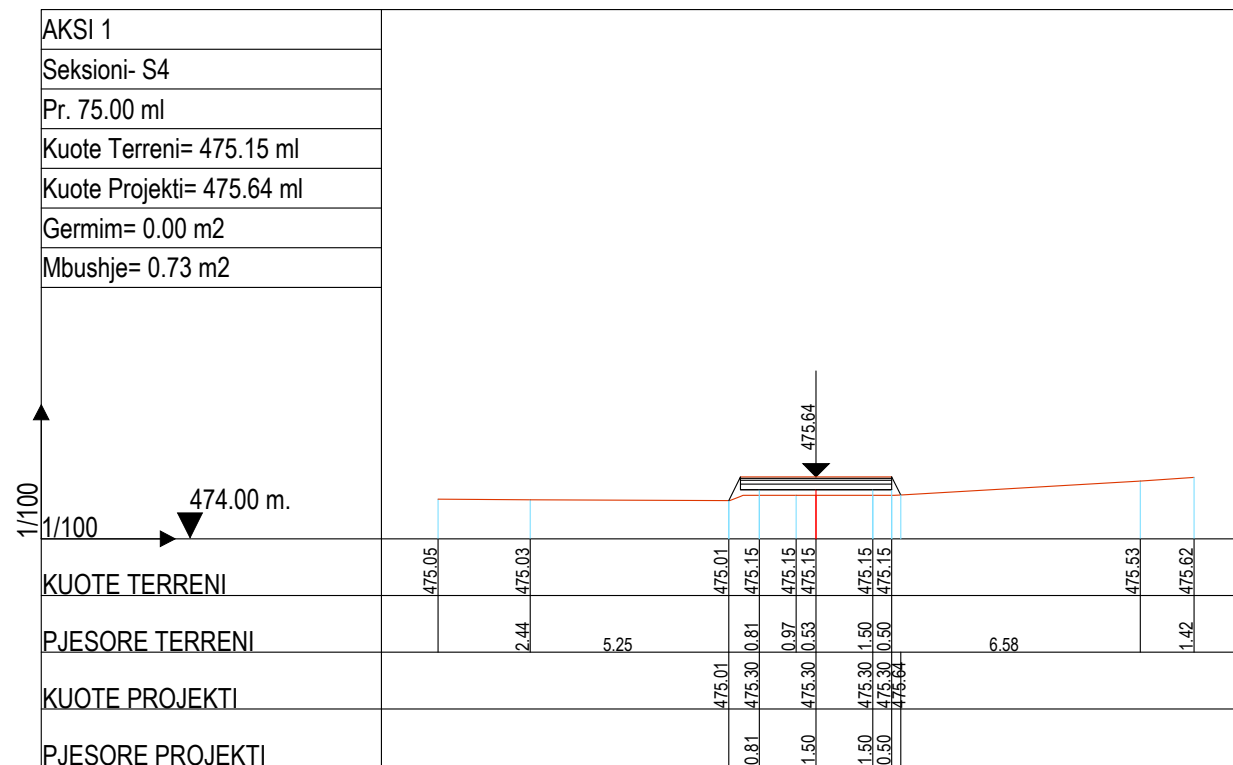 AKSI 1
Seksioni- S4
Pr. 75.00 ml
Kuote Terreni= 475.15 ml
Kuote Projekti= 475.64 ml
Germim= 0.00 m2
Mbushje= 0.73 m2
475.64
1/100
1/100
474.00 m.
KUOTE TERRENI 475.05 475.03 475.01 475.15 475.15 475.15 475.15 475.15 475.53 475.62
PJESORE TERRENI 2.44 5.25 0.81 0.97 0.53 1.50 0.50 6.58 1.42
KUOTE PROJEKTI 475.01 475.30 475.30 475.30 475.30 475.64
PJESORE PROJEKTI 0.81 1.50 1.50 0.50